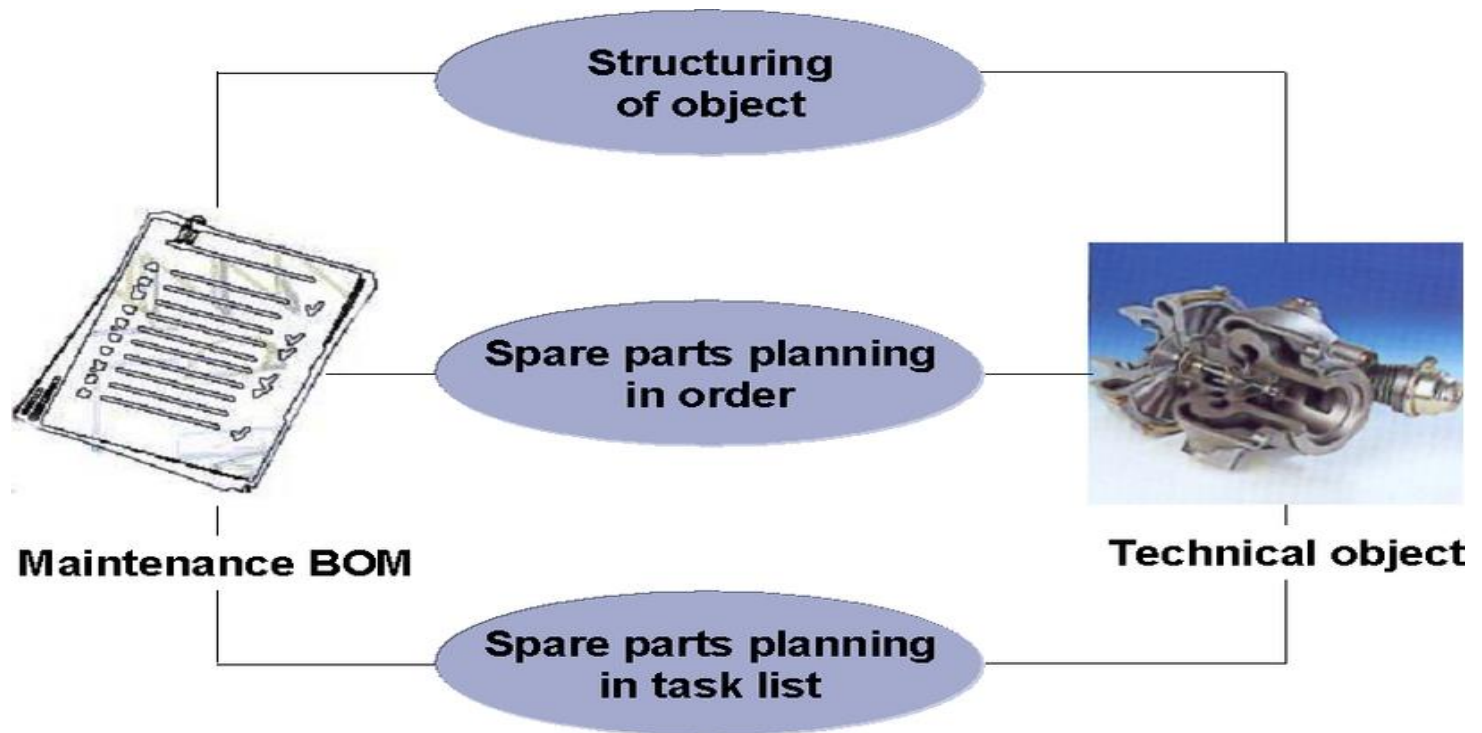 Structuring
of object
Spare parts planning
in order
Maintenance BOM
Technical object
Spare parts planning
in task list